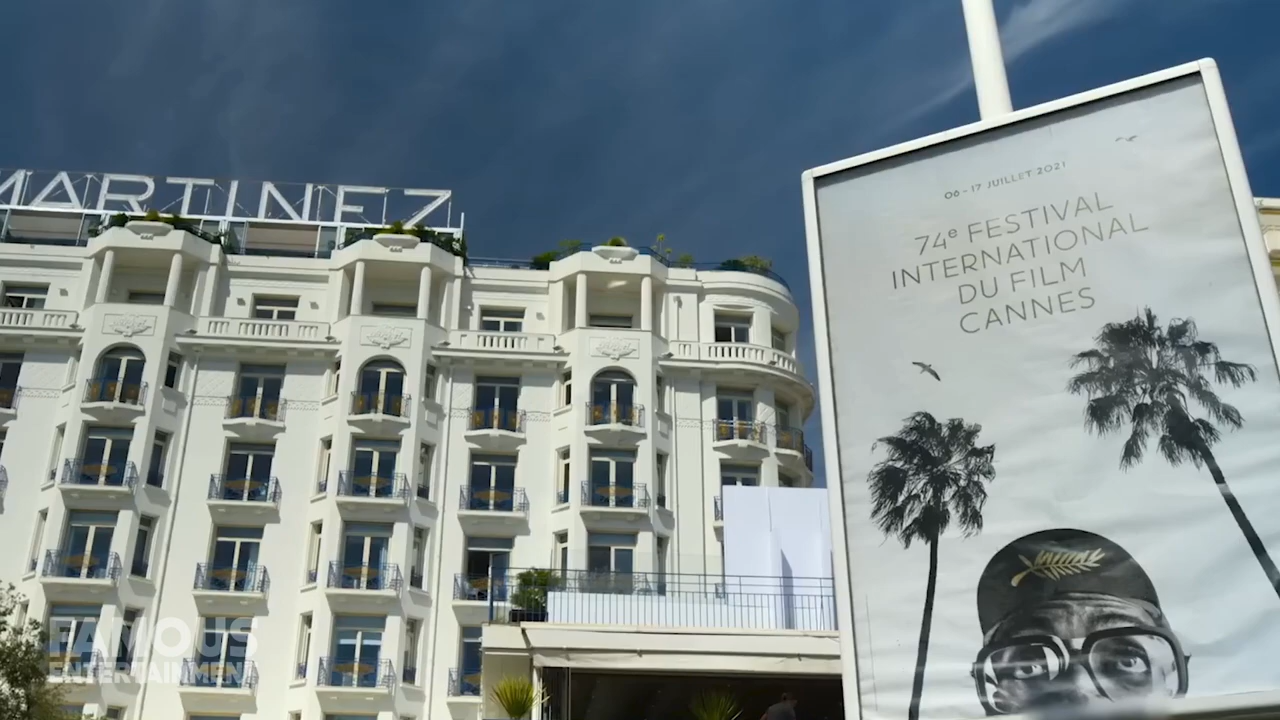 MARTINEZ
06 - 17 JUILLET 2021
74e FESTIVAL
INTERNATIONAL
DU FILM
CANNES
FAMOUS
ENTERTAINMENT